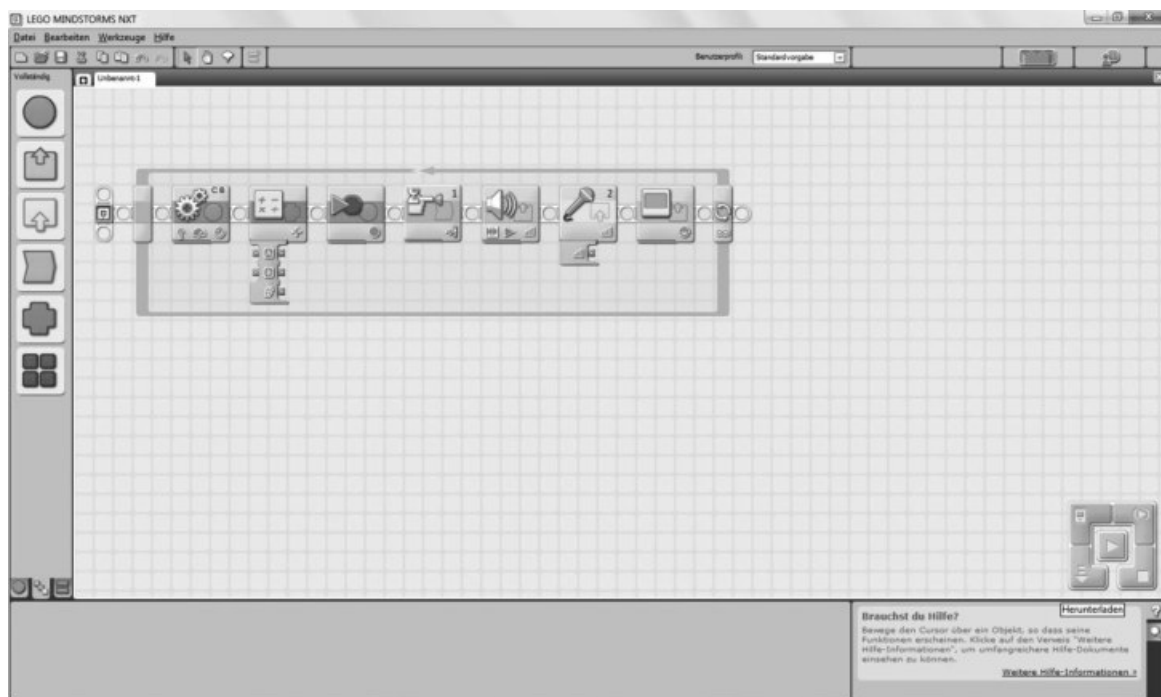 LEGO MINDSTORMS NXT
Datei Bearbeiten Werkzeuge Hilfe
Benutzerprofil: Standardvorgabe
Vollständig
Unbenannt-1
C B
1
2
Brauchst du Hilfe?
Herunterladen
Bewege den Cursor über ein Objekt, so dass seine
Funktionen erscheinen. Klicke auf den Verweis "Weitere
Hilfe-Informationen", um umfangreichere Hilfe-Dokumente
einsehen zu können.
Weitere Hilfe-Informationen >